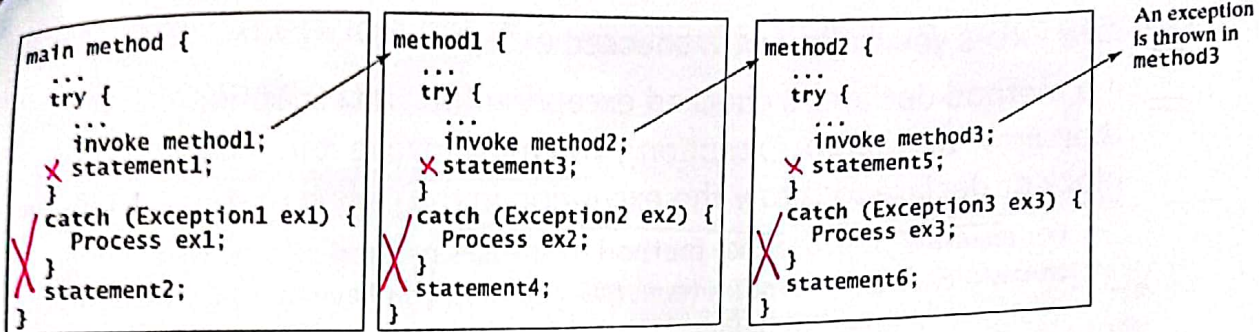 main method {
...
try {
...
invoke method1;
statement1;
}
catch (Exception1 ex1) {
Process ex1;
}
statement2;
}
method1 {
...
try {
...
invoke method2;
statement3;
}
catch (Exception2 ex2) {
Process ex2;
}
statement4;
}
method2 {
...
try {
...
invoke method3;
statement5;
}
catch (Exception3 ex3) {
Process ex3;
}
statement6;
}
An exception
is thrown in
method3